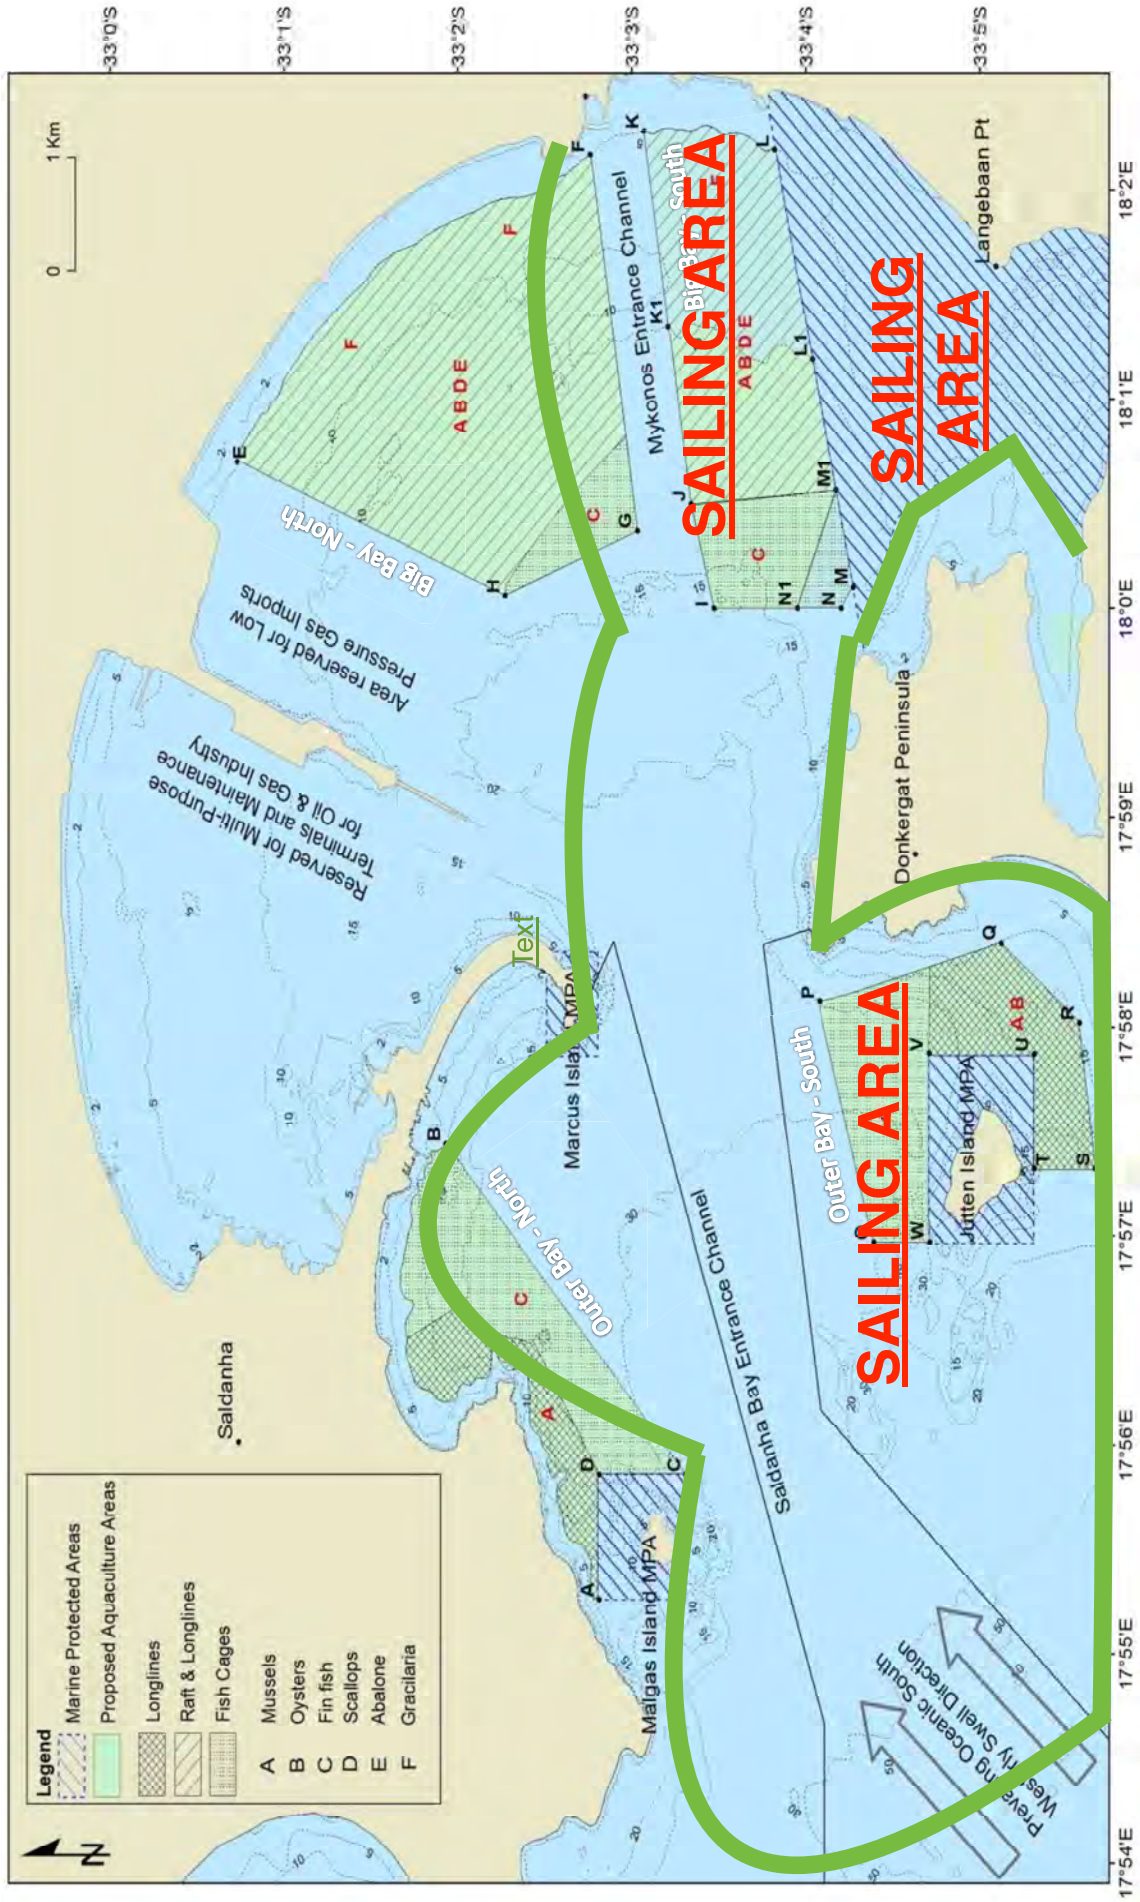 33°0'S
33°1'S
33°2'S
33°3'S
33°4'S
33°5'S
Legend
Marine Protected Areas
Proposed Aquaculture Areas
Longlines
Raft & Longlines
Fish Cages
A Mussels
B Oysters
C Fin fish
D Scallops
E Abalone
F Gracilaria
N
0 1 Km
Saldanha
Reserved for Multi-Purpose
Terminals and Maintenance
for Oil & Gas Industry
Area reserved for Low
Pressure Gas Imports
Big Bay - North
E
F
F
F
A B D E
C
G
H
Mykonos Entrance Channel
K
K1
J
I
Big Bay - South
SAILING AREA
A B D E
C
L
L1
M1
M
N
N1
SAILING
AREA
Langebaan Pt
Donkergat Peninsula
Text
Marcus Island MPA
B
Outer Bay - North
C
A
D
C
A
Malgas Island MPA
Saldanha Bay Entrance Channel
Outer Bay - South
SAILING AREA
P
Q
R
S
T
U
V
W
A B
Jutten Island MPA
Prevailing Oceanic South
Westerly Swell Direction
17°54'E
17°55'E
17°56'E
17°57'E
17°58'E
17°59'E
18°0'E
18°1'E
18°2'E